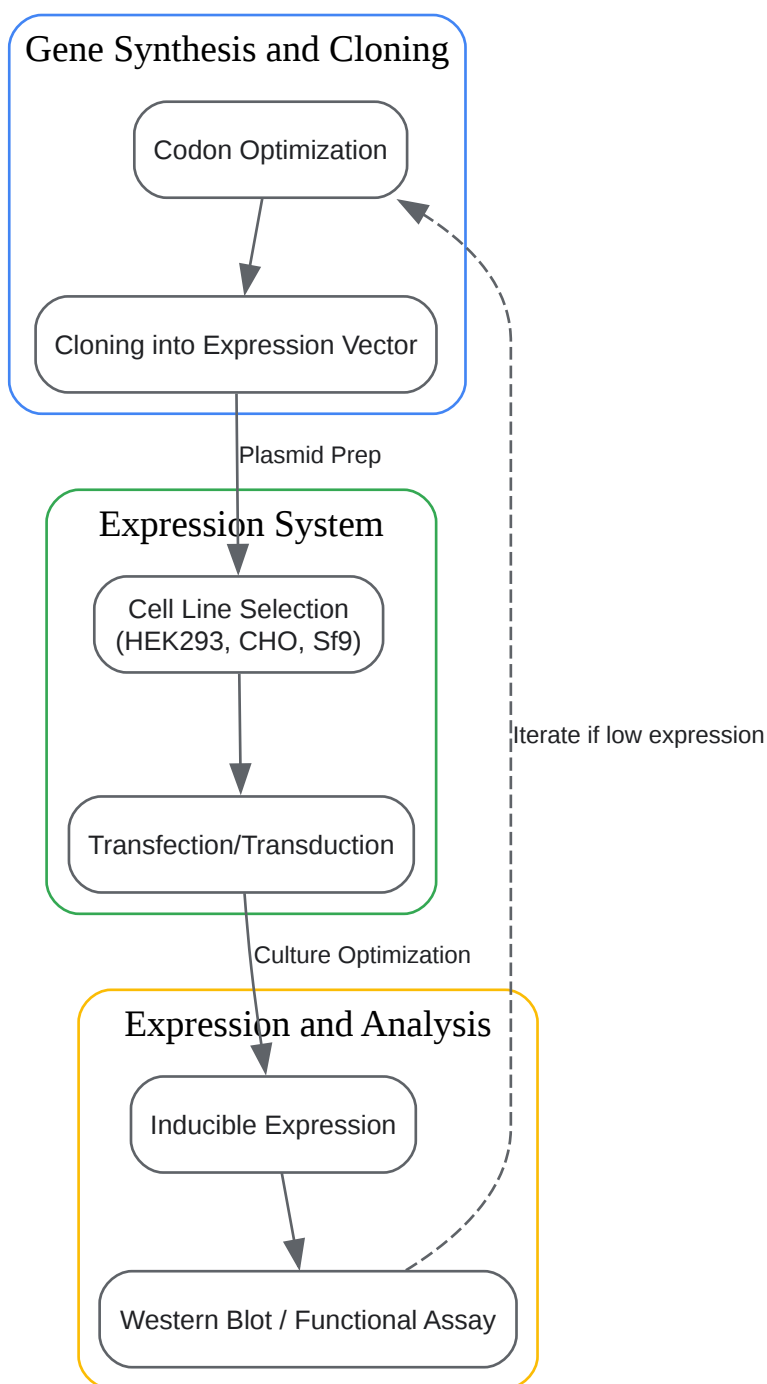 Gene Synthesis and Cloning
Codon Optimization
Cloning into Expression Vector
Plasmid Prep
Expression System
Cell Line Selection
(HEK293, CHO, Sf9)
Iterate if low expression
Transfection/Transduction
Culture Optimization
Expression and Analysis
Inducible Expression
Western Blot / Functional Assay